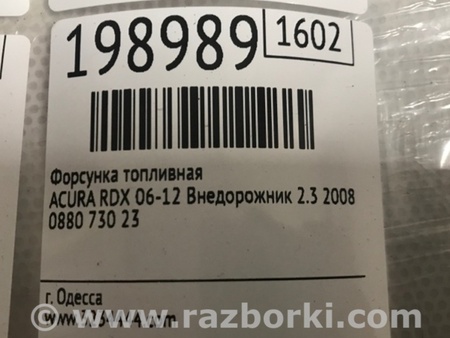 198989 1602
Форсунка топливная
ACURA RDX 06-12 Внедорожник 2.3 2008
0880 730 23
г. Одесса
www.razborki.com